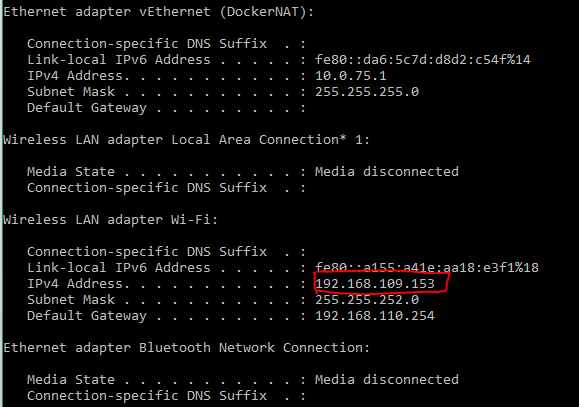 Ethernet adapter vEthernet (DockerNAT):
Connection-specific DNS Suffix  . :
Link-local IPv6 Address . . . . . : fe80::da6:5c7d:d8d2:c54f%14
IPv4 Address. . . . . . . . . . . : 10.0.75.1
Subnet Mask . . . . . . . . . . . : 255.255.255.0
Default Gateway . . . . . . . . . :
Wireless LAN adapter Local Area Connection* 1:
Media State . . . . . . . . . . . : Media disconnected
Connection-specific DNS Suffix  . :
Wireless LAN adapter Wi-Fi:
Connection-specific DNS Suffix  . :
Link-local IPv6 Address . . . . . : fe80::a155:a41e:aa18:e3f1%18
IPv4 Address. . . . . . . . . . . : 192.168.109.153
Subnet Mask . . . . . . . . . . . : 255.255.252.0
Default Gateway . . . . . . . . . : 192.168.110.254
Ethernet adapter Bluetooth Network Connection:
Media State . . . . . . . . . . . : Media disconnected
Connection-specific DNS Suffix  . :